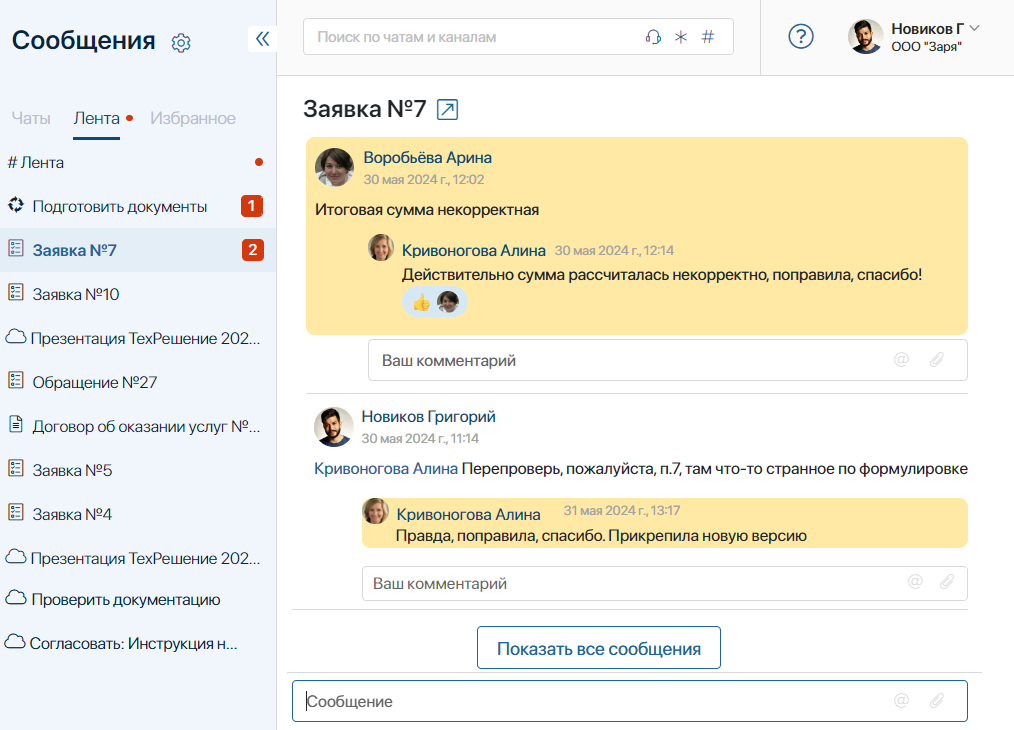 Сообщения
Чаты Лента Избранное
# Лента
Подготовить документы 1
Заявка №7 2
Заявка №10
Презентация ТехРешение 202...
Обращение №27
Договор об оказании услуг №...
Заявка №5
Заявка №4
Презентация ТехРешение 202...
Проверить документацию
Согласовать: Инструкция н...
Поиск по чатам и каналам
?
Новиков Г
ООО "Заря"
Заявка №7
Воробьёва Арина
30 мая 2024 г., 12:02
Итоговая сумма некорректная
Кривоногова Алина 30 мая 2024 г., 12:14
Действительно сумма рассчиталась некорректно, поправила, спасибо!
Ваш комментарий @
Новиков Григорий
30 мая 2024 г., 11:14
Кривоногова Алина Перепроверь, пожалуйста, п.7, там что-то странное по формулировке
Кривоногова Алина 31 мая 2024 г., 13:17
Правда, поправила, спасибо. Прикрепила новую версию
Ваш комментарий @
Показать все сообщения
Сообщение @